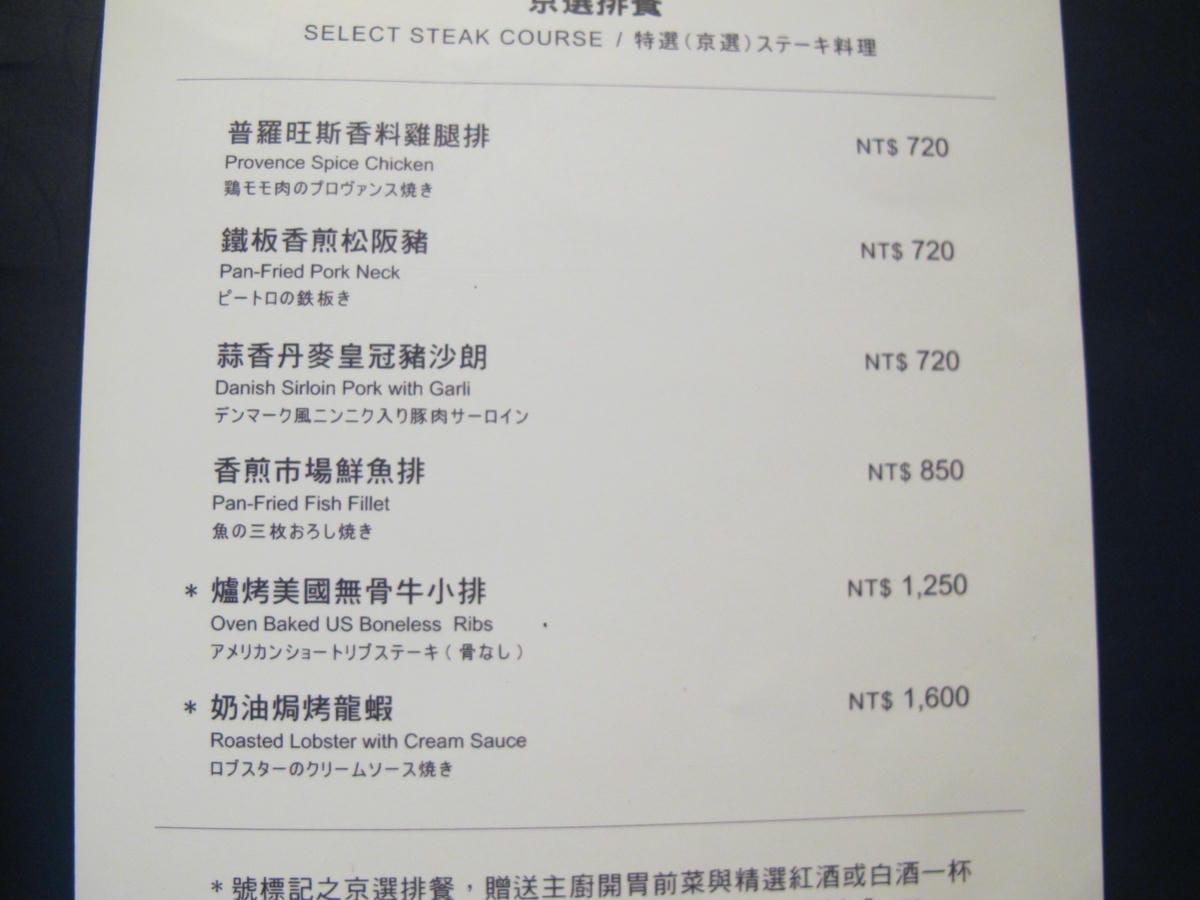 京選排餐
SELECT STEAK COURSE / 特選(京選)ステーキ料理
普羅旺斯香料雞腿排 NT$ 720
Provence Spice Chicken
鶏モモ肉のプロヴァンス焼き
鐵板香煎松阪豬 NT$ 720
Pan-Fried Pork Neck
ピートロの鉄板き
蒜香丹麥皇冠豬沙朗 NT$ 720
Danish Sirloin Pork with Garli
デンマーク風ニンニク入り豚肉サーロイン
香煎市場鮮魚排 NT$ 850
Pan-Fried Fish Fillet
魚の三枚おろし焼き
* 爐烤美國無骨牛小排 NT$ 1,250
Oven Baked US Boneless Ribs
アメリカンショートリブステーキ( 骨なし )
* 奶油焗烤龍蝦 NT$ 1,600
Roasted Lobster with Cream Sauce
ロブスターのクリームソース焼き
* 號標記之京選排餐，贈送主廚開胃前菜與精選紅酒或白酒一杯